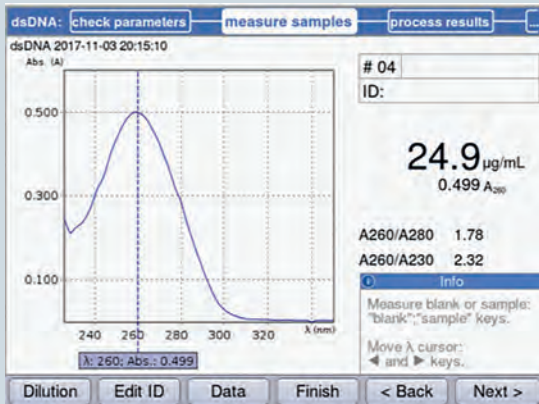 dsDNA: check parameters measure samples process results ...
dsDNA 2017-11-03 20:15:10
Abs. (A)
0.500
0.300
0.100
240 260 280 300 320 λ (nm)
λ: 260; Abs.: 0.499
# 04
ID:
24.9 µg/mL
0.499 A260
A260/A280 1.78
A260/A230 2.32
Info
Measure blank or sample:
"blank";"sample" keys.
Move λ cursor:
◄ and ► keys.
Dilution Edit ID Data Finish < Back Next >